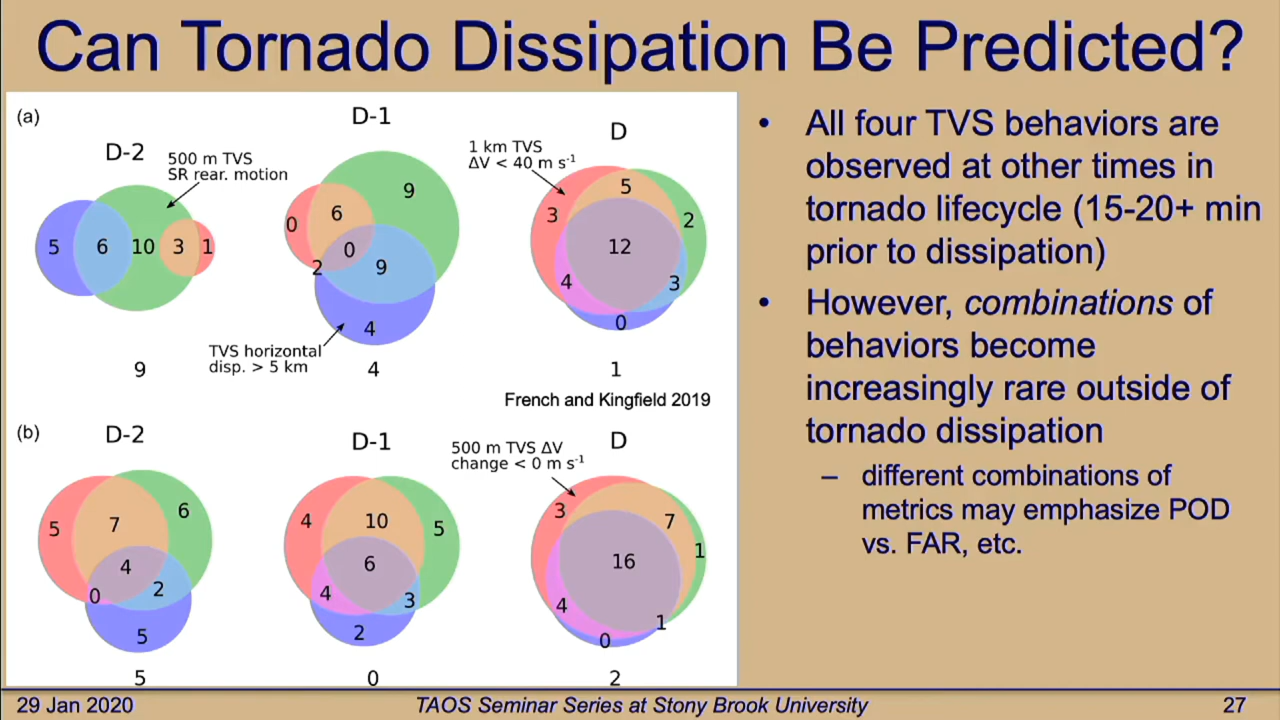 Can Tornado Dissipation Be Predicted?
(a)
D-2
D-1
D
500 m TVS
SR rear. motion
1 km TVS
ΔV < 40 m s⁻¹
5
6
10
3
1
9
0
6
9
0
2
9
4
TVS horizontal
disp. > 5 km
4
5
3
2
12
4
3
0
1
French and Kingfield 2019
(b)
D-2
D-1
D
500 m TVS ΔV
change < 0 m s⁻¹
5
7
6
4
0
2
5
5
4
10
5
6
4
3
2
0
3
7
1
16
4
1
0
2
• All four TVS behaviors are
observed at other times in
tornado lifecycle (15-20+ min
prior to dissipation)
• However, combinations of
behaviors become
increasingly rare outside of
tornado dissipation
– different combinations of
metrics may emphasize POD
vs. FAR, etc.
29 Jan 2020
TAOS Seminar Series at Stony Brook University
27